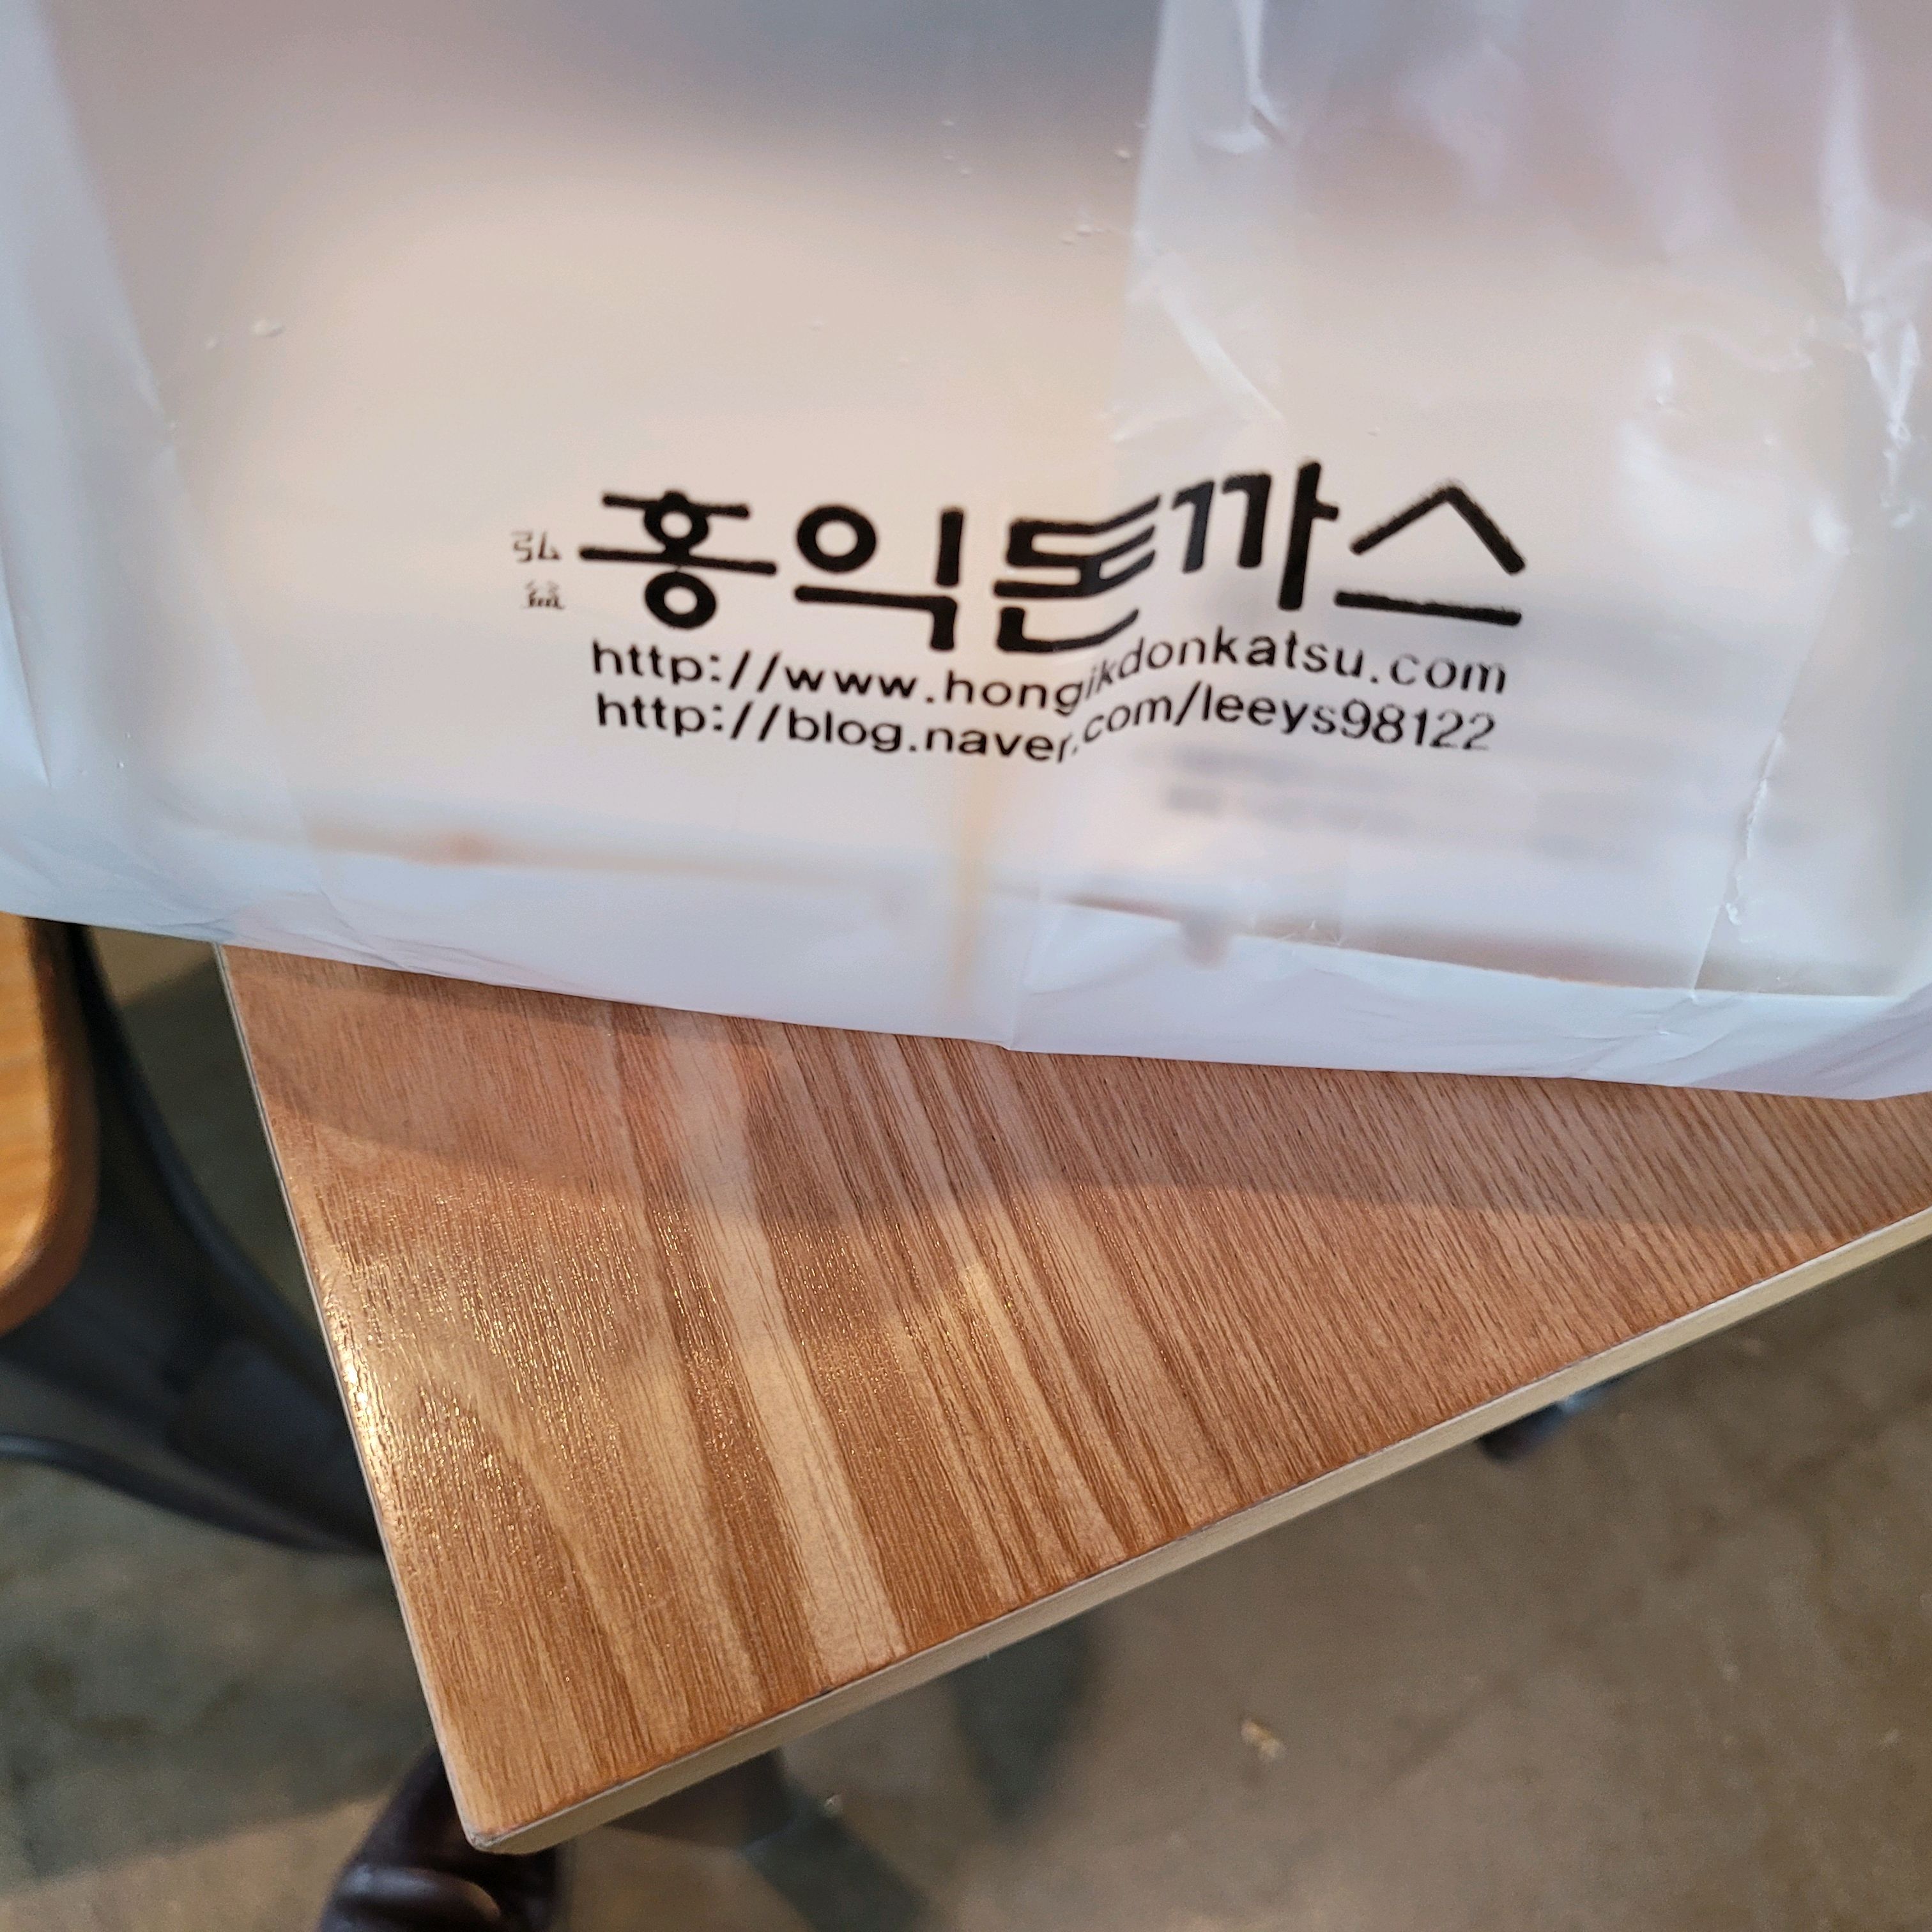 弘益 홍익돈까스
http://www.hongikdonkatsu.com
http://blog.naver.com/leeys98122